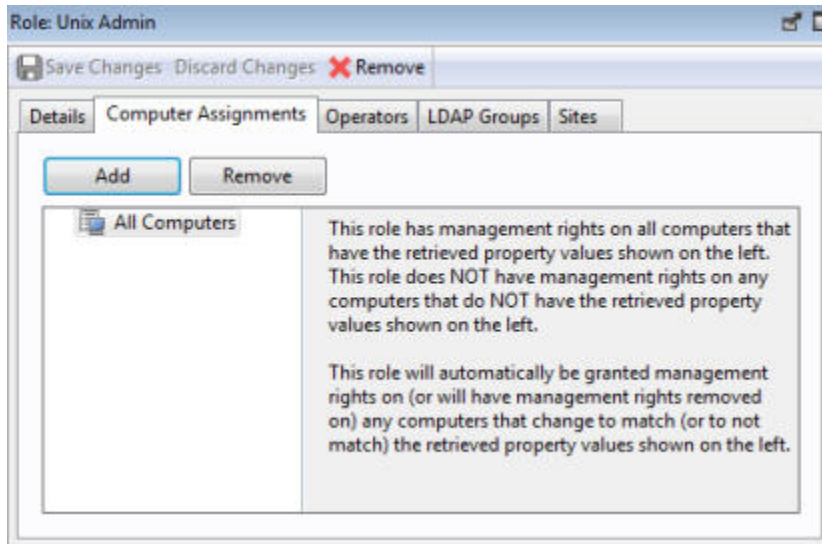 Role: Unix Admin
Save Changes Discard Changes Remove
Details Computer Assignments Operators LDAP Groups Sites
Add Remove
All Computers
This role has management rights on all computers that
have the retrieved property values shown on the left.
This role does NOT have management rights on any
computers that do NOT have the retrieved property
values shown on the left.
This role will automatically be granted management
rights on (or will have management rights removed
on) any computers that change to match (or to not
match) the retrieved property values shown on the left.